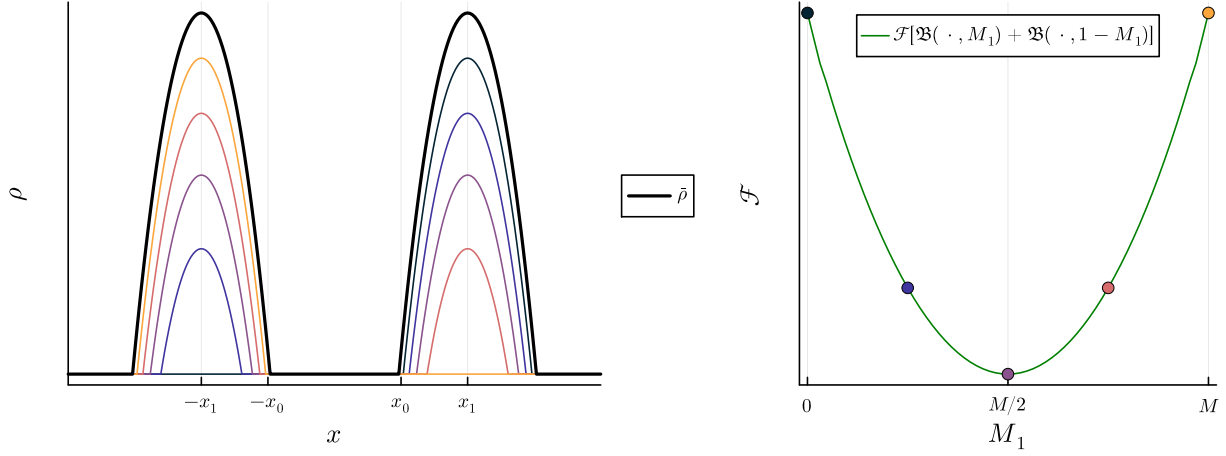 ρ
−x₁
−x₀
x₀
x₁
x
ρ̄
ℱ
ℱ[𝔅( · , M₁) + 𝔅( · , 1 − M₁)]
0
M/2
M
M₁